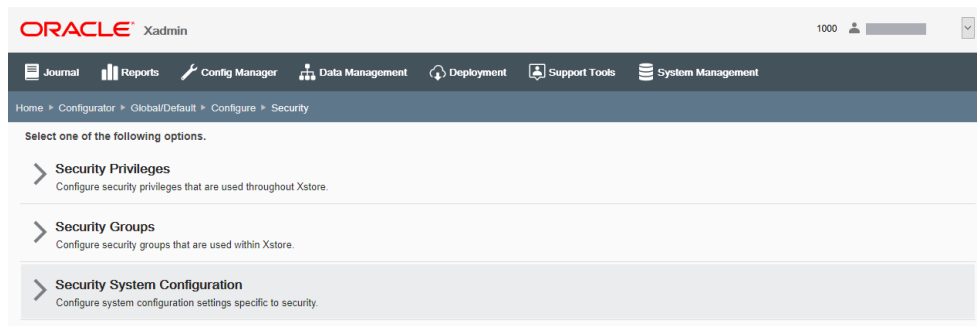 ORACLE® Xadmin 1000
Journal Reports Config Manager Data Management Deployment Support Tools System Management
Home ▸ Configurator ▸ Global/Default ▸ Configure ▸ Security
Select one of the following options.
Security Privileges
Configure security privileges that are used throughout Xstore.
Security Groups
Configure security groups that are used within Xstore.
Security System Configuration
Configure system configuration settings specific to security.